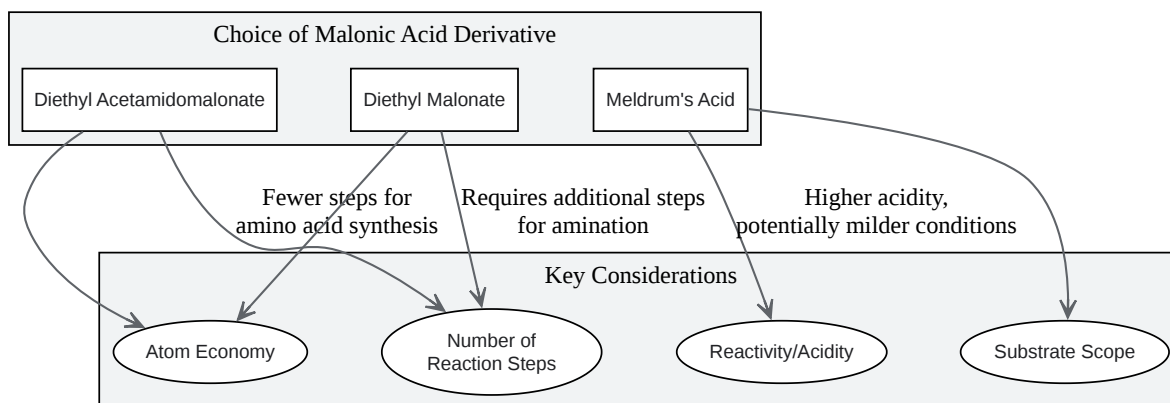 Choice of Malonic Acid Derivative
Diethyl Acetamidomalonate
Diethyl Malonate
Meldrum's Acid
Fewer steps for
amino acid synthesis
Requires additional steps
for amination
Higher acidity,
potentially milder conditions
Key Considerations
Atom Economy
Number of
Reaction Steps
Reactivity/Acidity
Substrate Scope